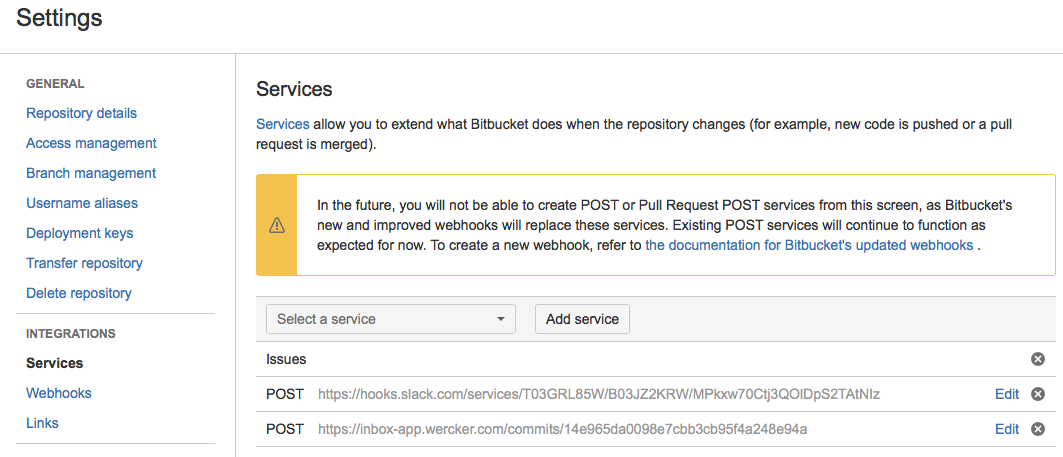 Settings
GENERAL
Repository details
Access management
Branch management
Username aliases
Deployment keys
Transfer repository
Delete repository
INTEGRATIONS
Services
Webhooks
Links
Services
Services allow you to extend what Bitbucket does when the repository changes (for example, new code is pushed or a pull
request is merged).
In the future, you will not be able to create POST or Pull Request POST services from this screen, as Bitbucket's
new and improved webhooks will replace these services. Existing POST services will continue to function as
expected for now. To create a new webhook, refer to the documentation for Bitbucket's updated webhooks .
Select a service Add service
Issues
POST https://hooks.slack.com/services/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 Edit
POST https://inbox-app.wercker.com/commits/14e965da0098e7cbb3cb95f4a248e94a Edit